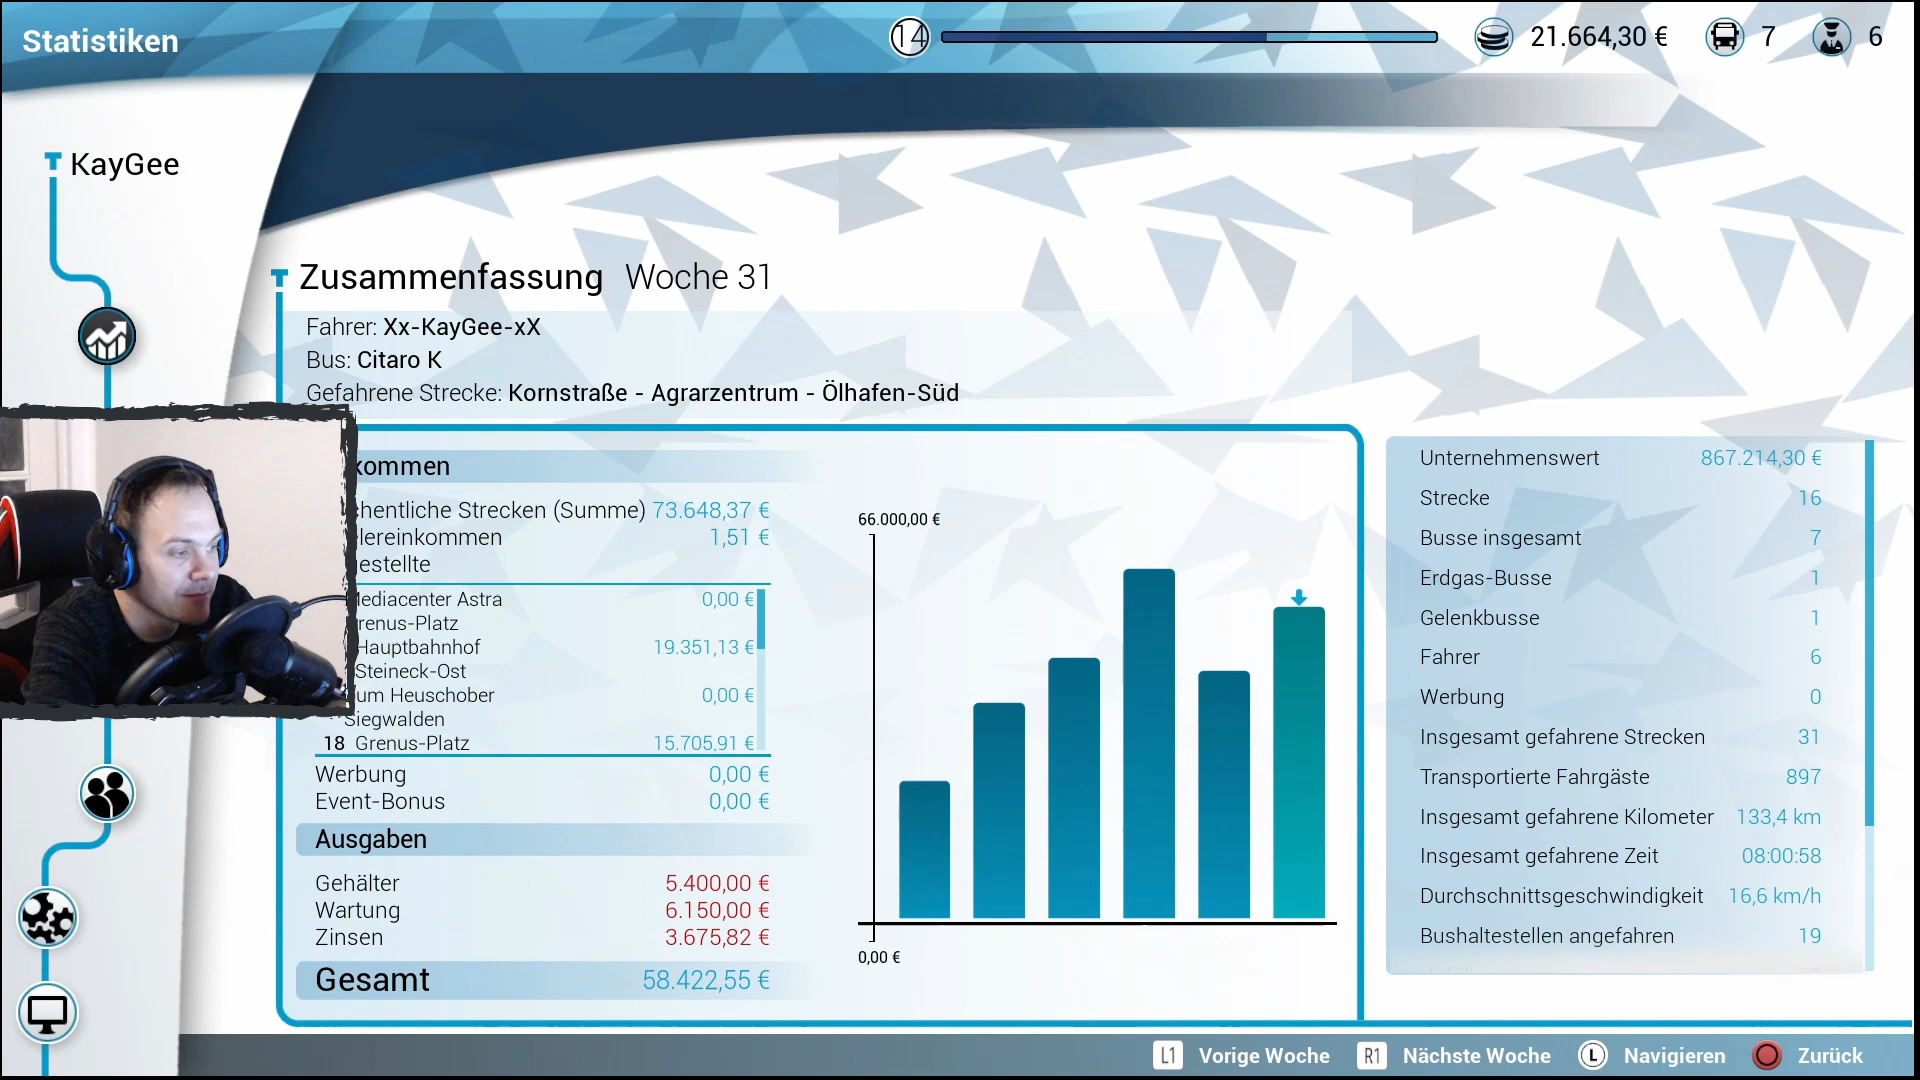 Statistiken
14
21.664,30 €
7
6
KayGee
Zusammenfassung Woche 31
Fahrer: Xx-KayGee-xX
Bus: Citaro K
Gefahrene Strecke: Kornstraße - Agrarzentrum - Ölhafen-Süd
kommen
chentliche Strecken (Summe) 73.648,37 €
lereinkommen 1,51 €
estellte
Mediacenter Astra 0,00 €
renus-Platz
Hauptbahnhof 19.351,13 €
Steineck-Ost
um Heuschober 0,00 €
Siegwalden
18 Grenus-Platz 15.705,91 €
Werbung 0,00 €
Event-Bonus 0,00 €
Ausgaben
Gehälter 5.400,00 €
Wartung 6.150,00 €
Zinsen 3.675,82 €
Gesamt 58.422,55 €
66.000,00 €
0,00 €
Unternehmenswert 867.214,30 €
Strecke 16
Busse insgesamt 7
Erdgas-Busse 1
Gelenkbusse 1
Fahrer 6
Werbung 0
Insgesamt gefahrene Strecken 31
Transportierte Fahrgäste 897
Insgesamt gefahrene Kilometer 133,4 km
Insgesamt gefahrene Zeit 08:00:58
Durchschnittsgeschwindigkeit 16,6 km/h
Bushaltestellen angefahren 19
L1 Vorige Woche R1 Nächste Woche L Navigieren Zurück